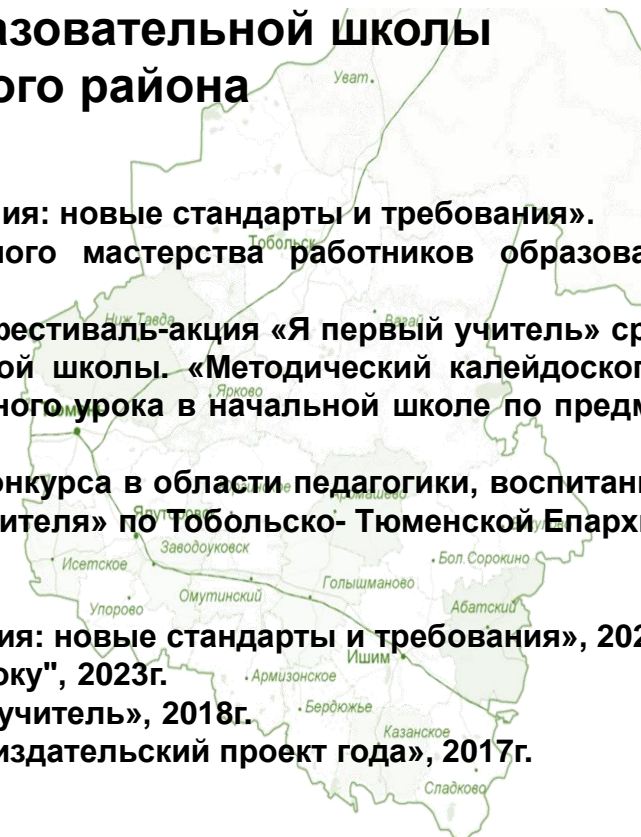 азовательной школы
ого района
Уват.
ия: новые стандарты и требования».
Тобольск
ного мастерства работников образова
Ниж.Тавда
Вагай
фестиваль-акция «Я первый учитель» ср
ой школы. «Методический калейдоскоп
Ярково
ного урока в начальной школе по предм
онкурса в области педагогики, воспитани
ителя» по Тобольско- Тюменской Епархи
Заводоуковск
Исетское
Бол.Сорокино
Голышманово
Омутинский
Абатский
Упорово
ия: новые стандарты и требования», 202
Ишим
оку", 2023г.
Армизонское
учитель», 2018г.
Бердюжье
Казанское
издательский проект года», 2017г.
Сладково